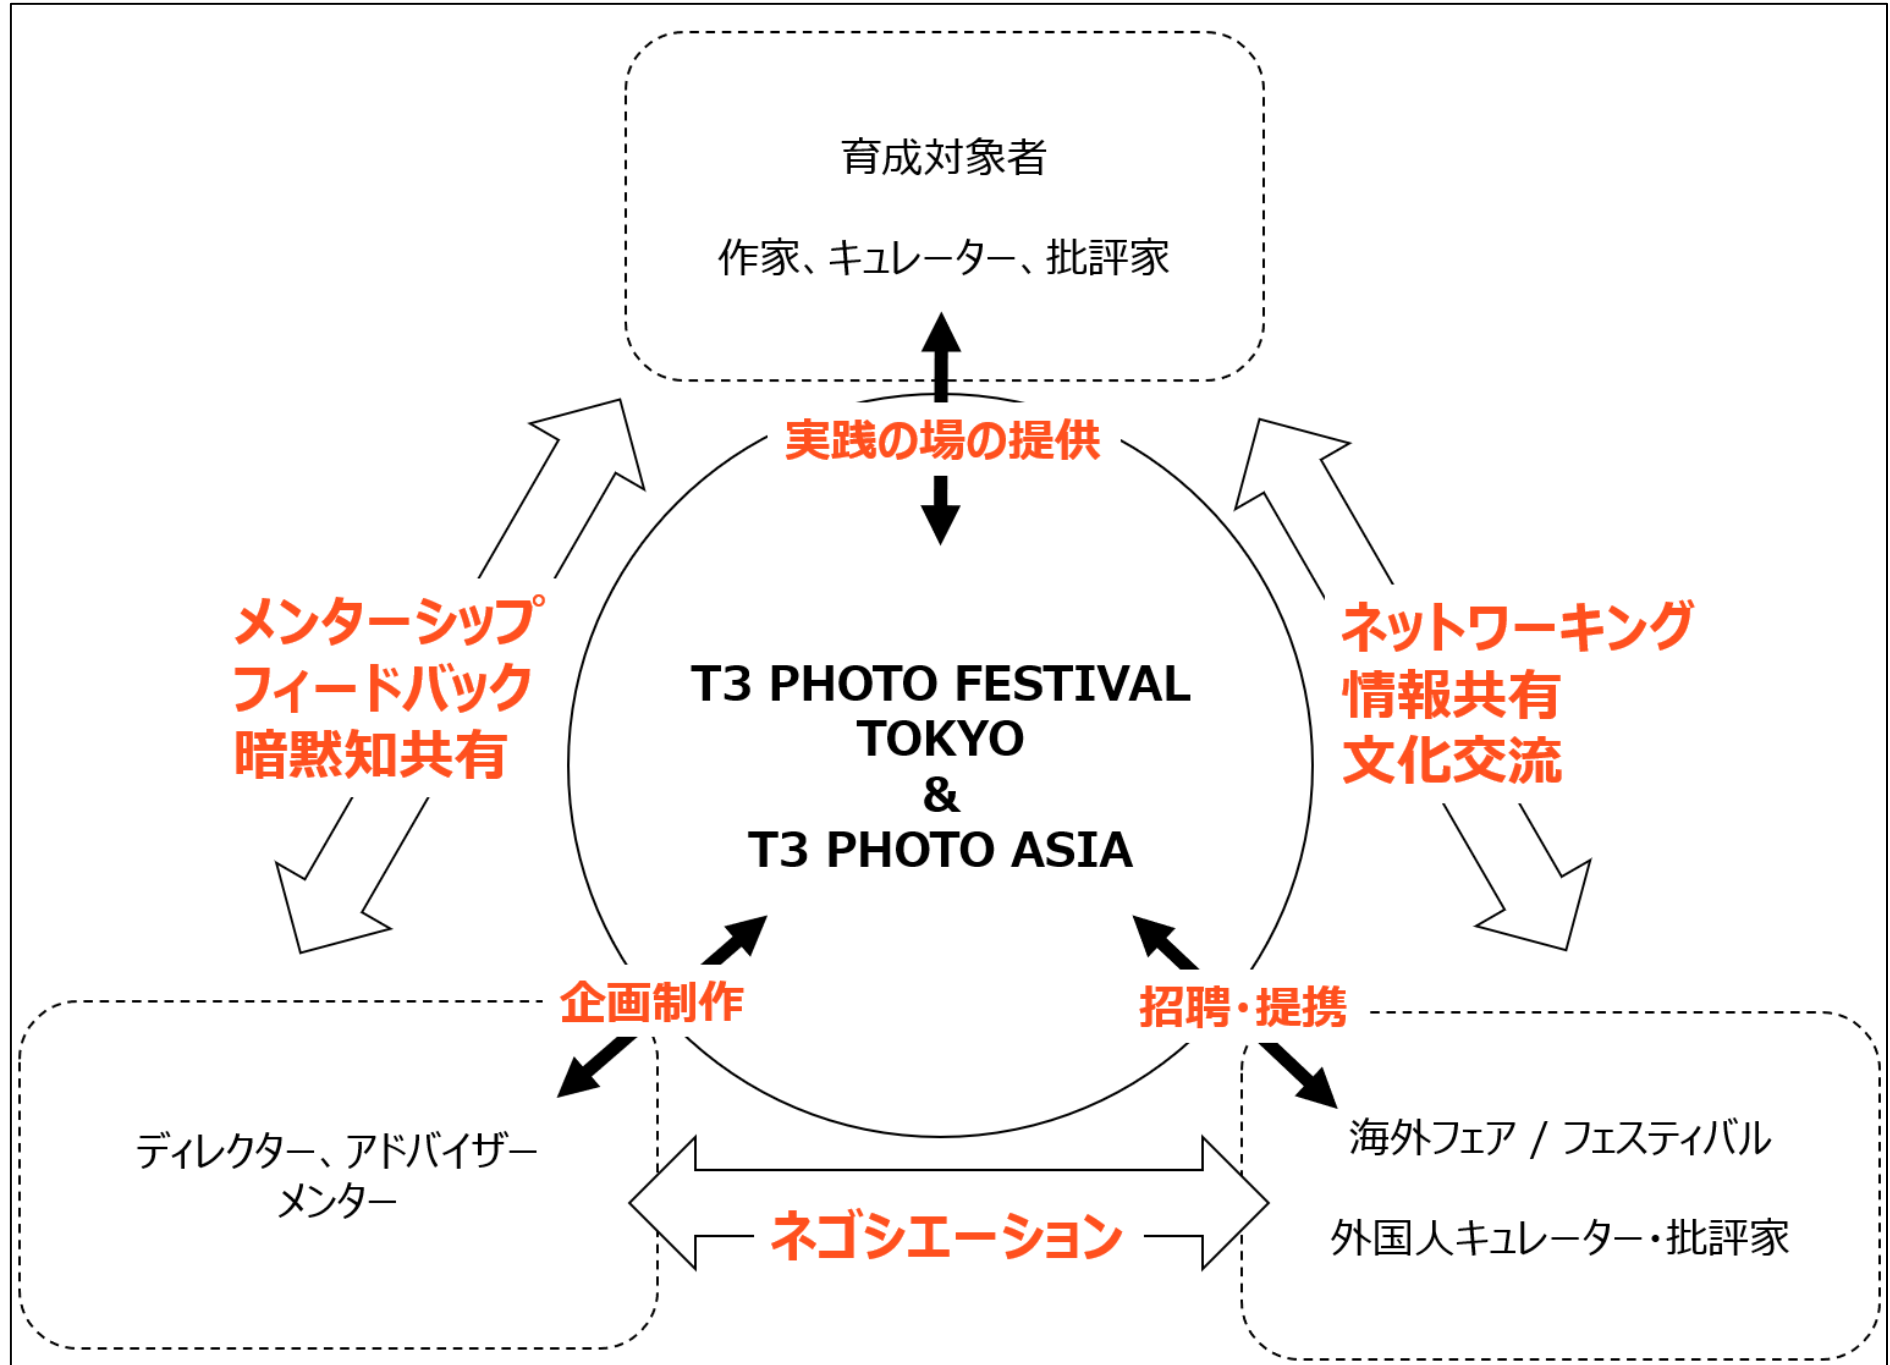 育成対象者
作家、キュレーター、批評家
実践の場の提供
メンターシップ
フィードバック
暗黙知共有
ネットワーキング
情報共有
文化交流
T3 PHOTO FESTIVAL
TOKYO
&
T3 PHOTO ASIA
企画制作
招聘・提携
ディレクター、アドバイザー
メンター
海外フェア / フェスティバル
外国人キュレーター・批評家
ネゴシエーション